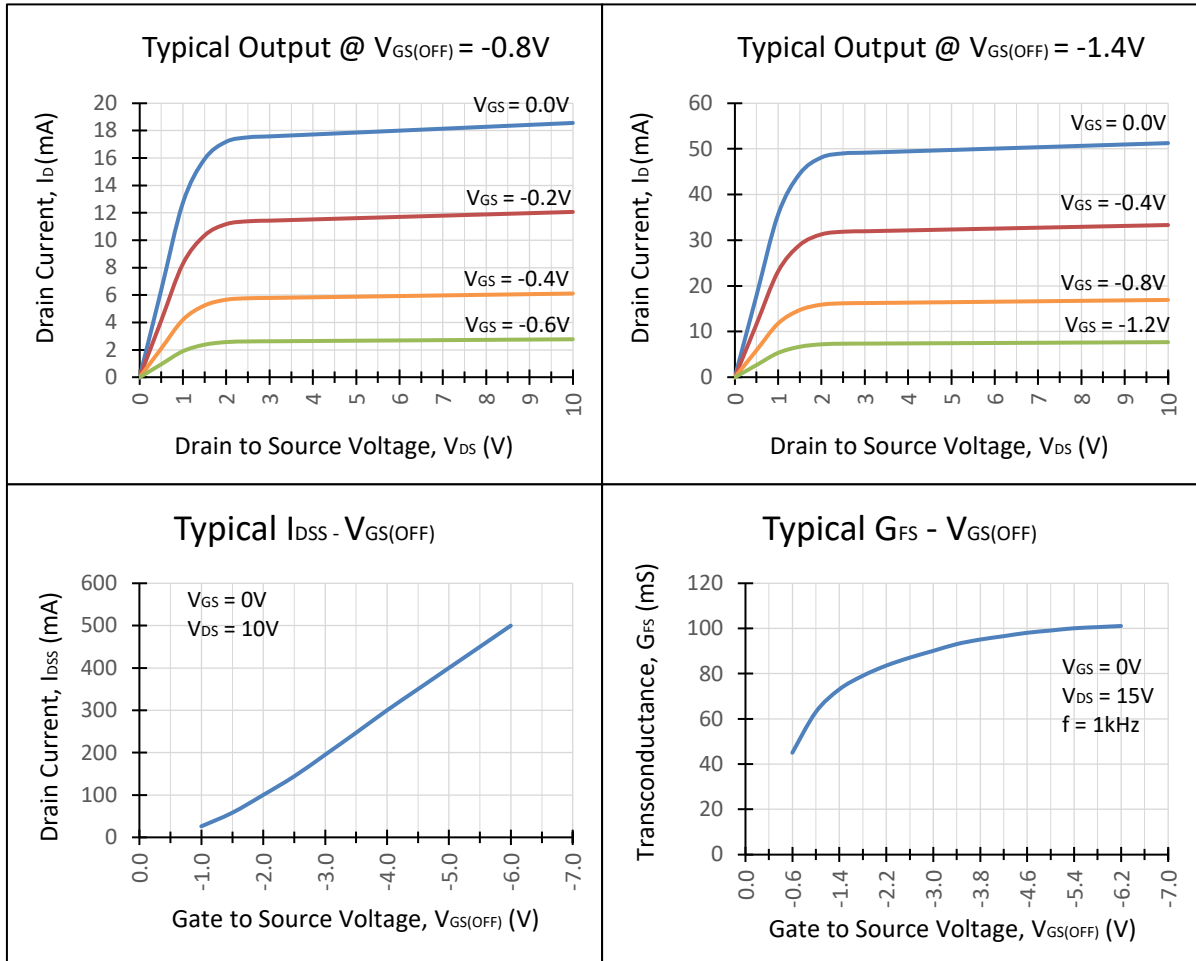 Typical Output @ VGS(OFF) = -0.8V
Drain Current, ID (mA)
20
18
16
14
12
10
8
6
4
2
0
VGS = 0.0V
VGS = -0.2V
VGS = -0.4V
VGS = -0.6V
0 1 2 3 4 5 6 7 8 9 10
Drain to Source Voltage, VDS (V)
Typical Output @ VGS(OFF) = -1.4V
Drain Current, ID (mA)
60
50
40
30
20
10
0
VGS = 0.0V
VGS = -0.4V
VGS = -0.8V
VGS = -1.2V
0 1 2 3 4 5 6 7 8 9 10
Drain to Source Voltage, VDS (V)
Typical IDSS - VGS(OFF)
Drain Current, IDSS (mA)
600
500
400
300
200
100
0
VGS = 0V
VDS = 10V
0.0 -1.0 -2.0 -3.0 -4.0 -5.0 -6.0 -7.0
Gate to Source Voltage, VGS(OFF) (V)
Typical GFS - VGS(OFF)
Transconductance, GFS (mS)
120
100
80
60
40
20
0
VGS = 0V
VDS = 15V
f = 1kHz
0.0 -0.6 -1.4 -2.2 -3.0 -3.8 -4.6 -5.4 -6.2 -7.0
Gate to Source Voltage, VGS(OFF) (V)